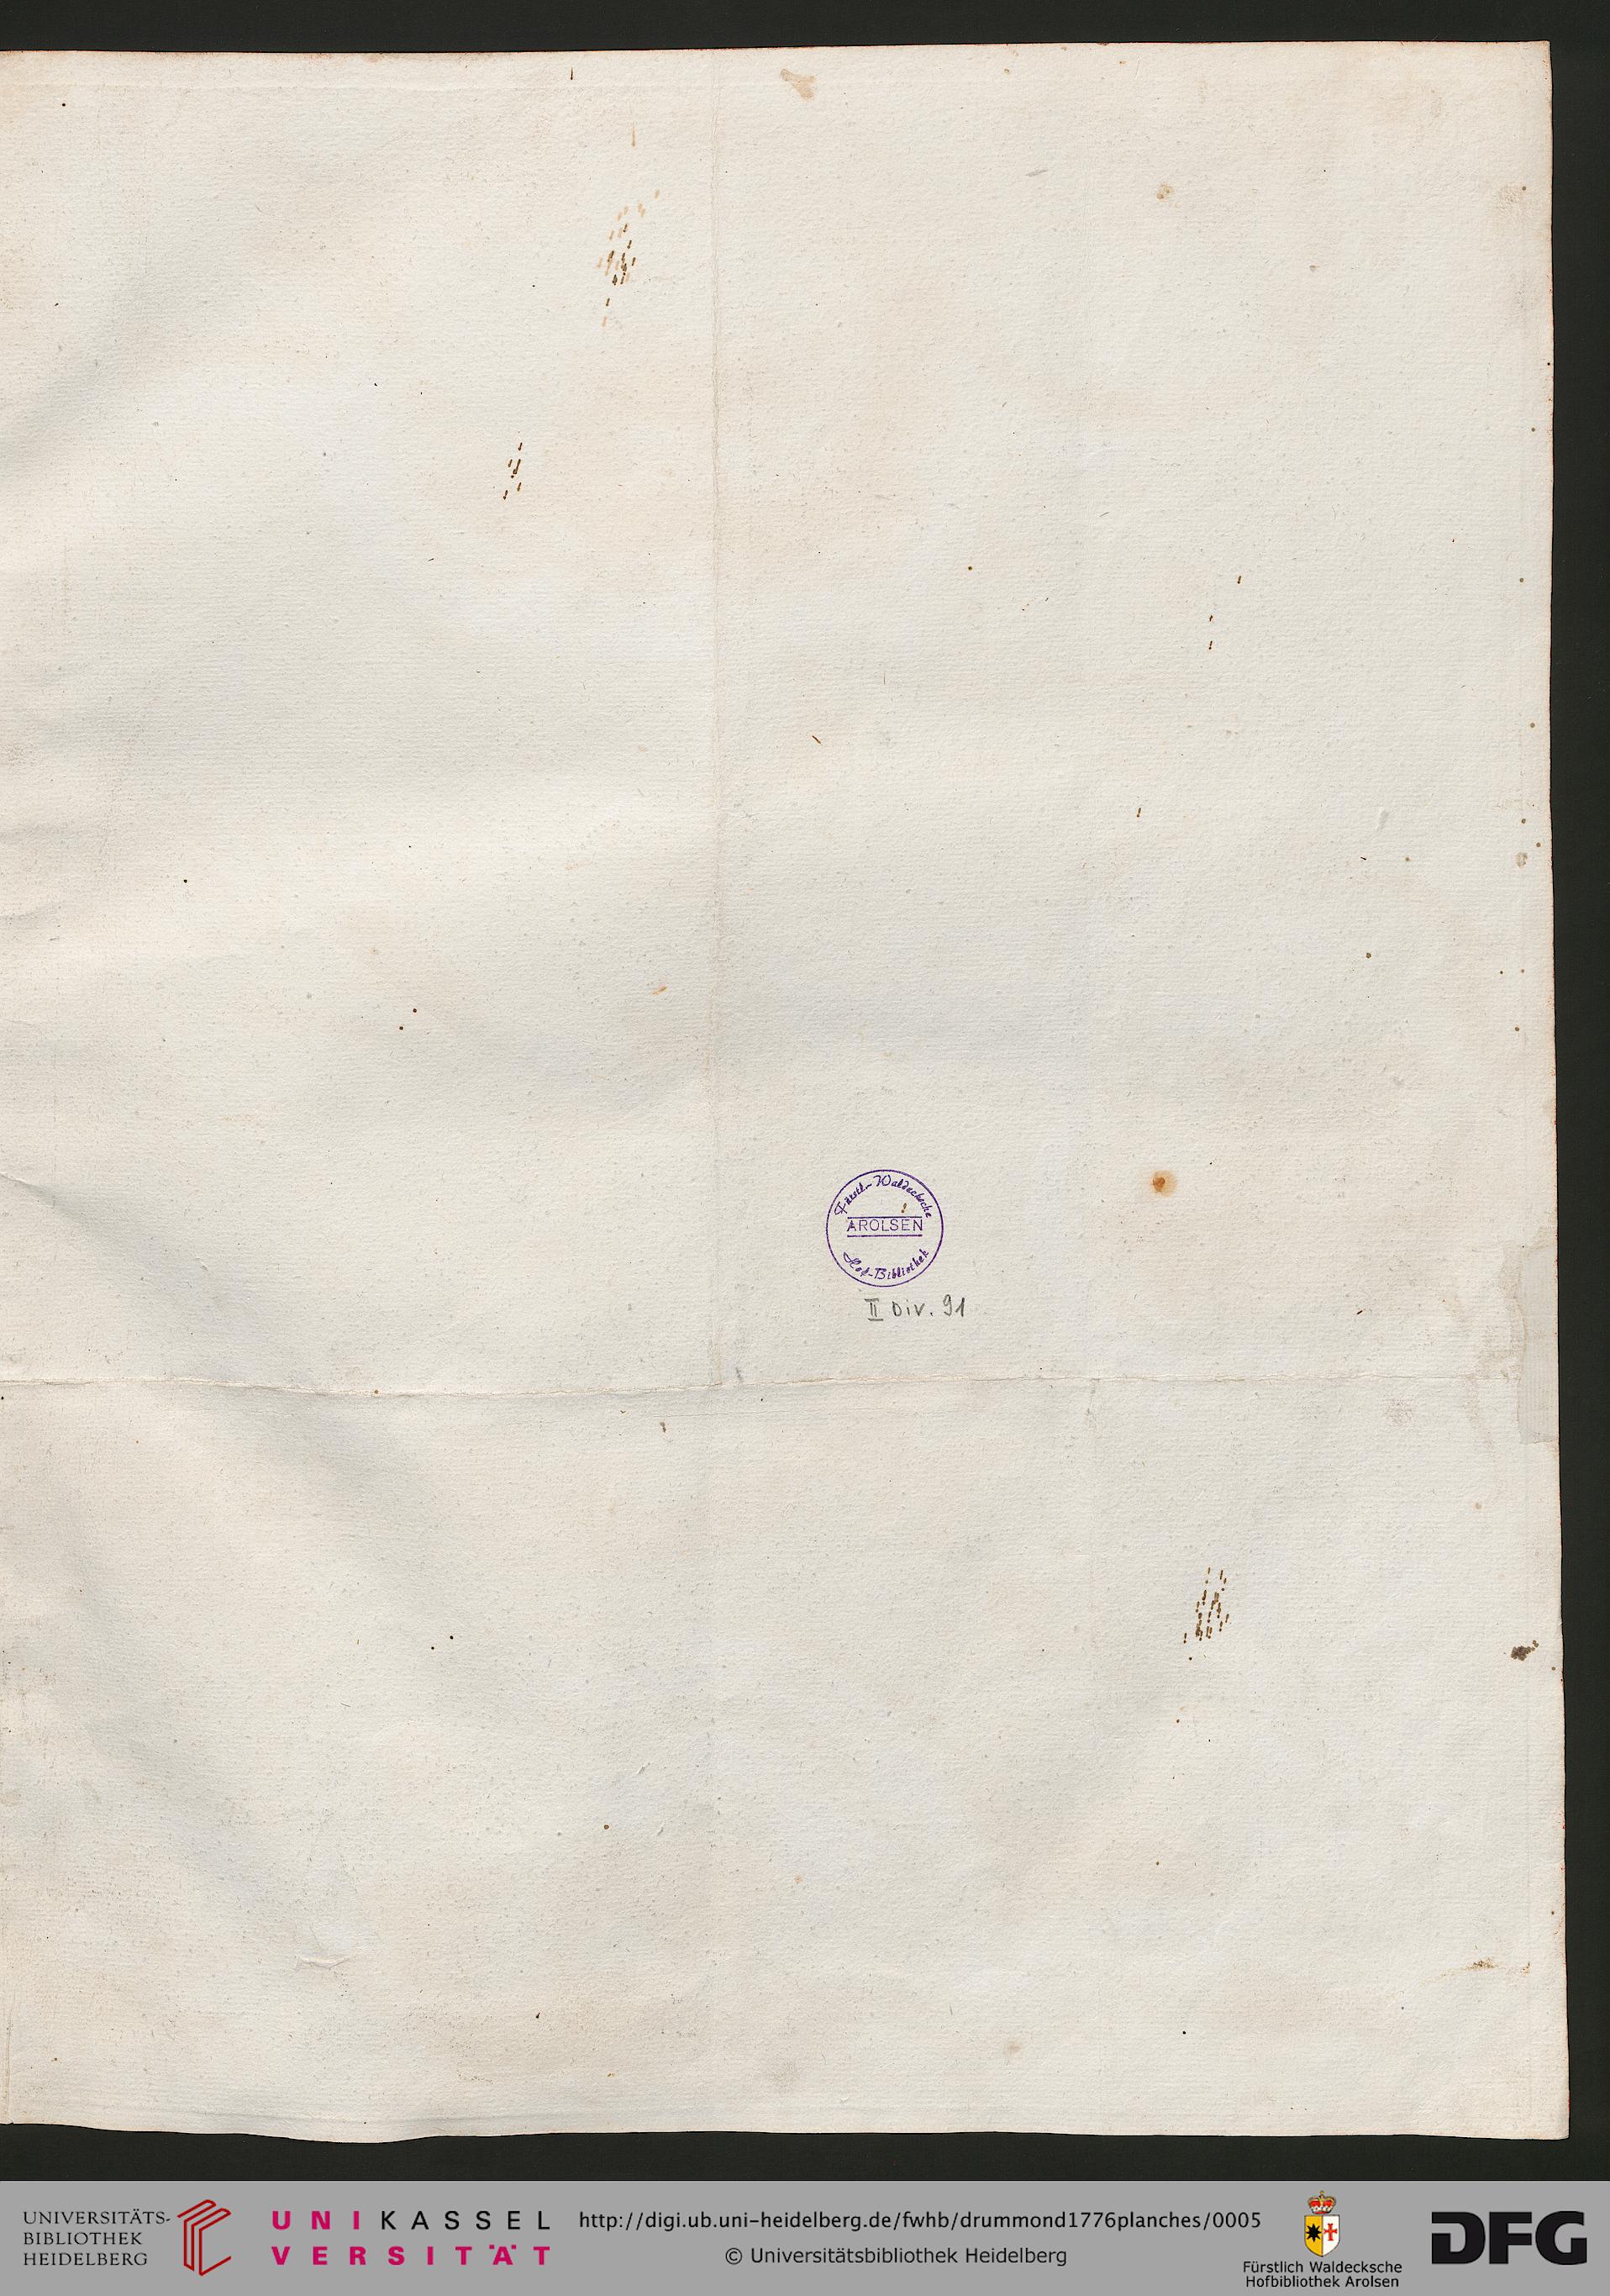 Fürstl.-Waldecksche
AROLSEN
Hof-Bibliothek
II Div. 91
UNIVERSITÄTS-
BIBLIOTHEK
HEIDELBERG
UNIKASSEL
VERSITÄT
http://digi.ub.uni-heidelberg.de/fwhb/drummond1776planches/0005
© Universitätsbibliothek Heidelberg
Fürstlich Waldecksche
Hofbibliothek Arolsen
DFG